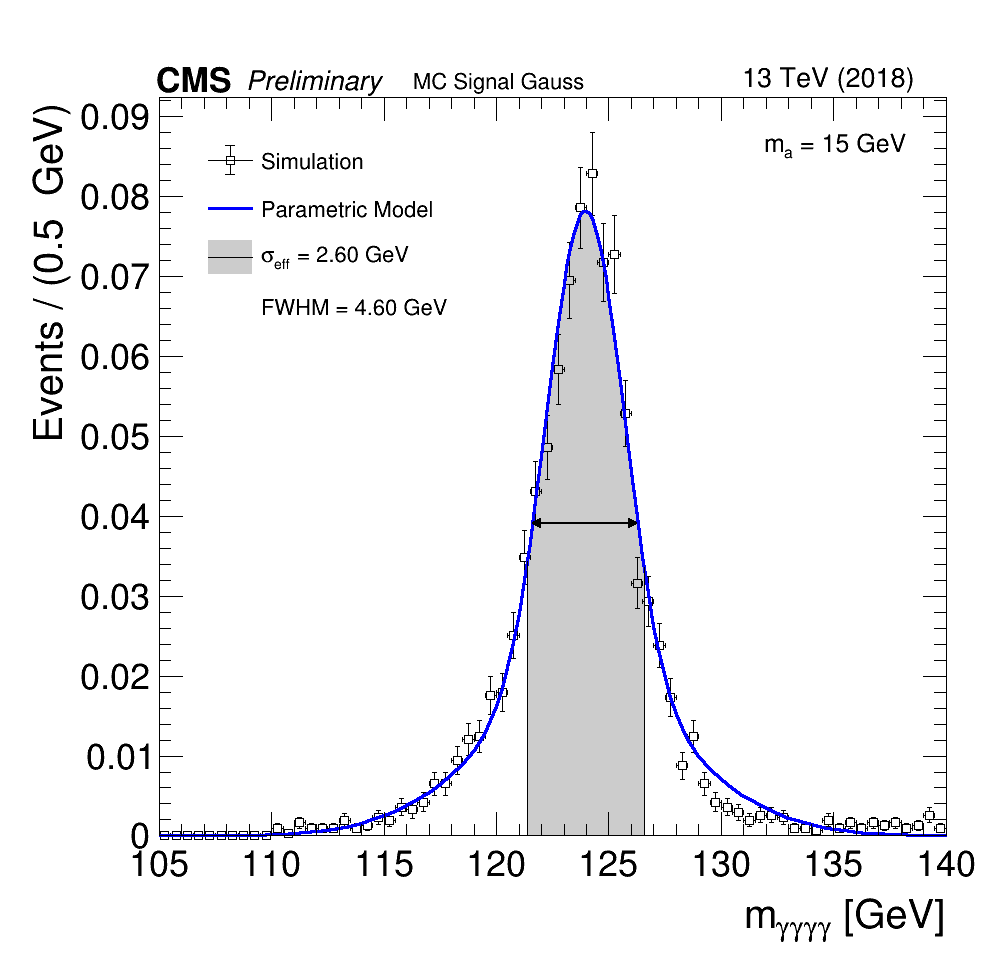 CMS Preliminary MC Signal Gauss 13 TeV (2018)
m_a = 15 GeV
Simulation
Parametric Model
σ_eff = 2.60 GeV
FWHM = 4.60 GeV
Events / (0.5 GeV)
0.09
0.08
0.07
0.06
0.05
0.04
0.03
0.02
0.01
0
105 110 115 120 125 130 135 140
m_γγγγ [GeV]